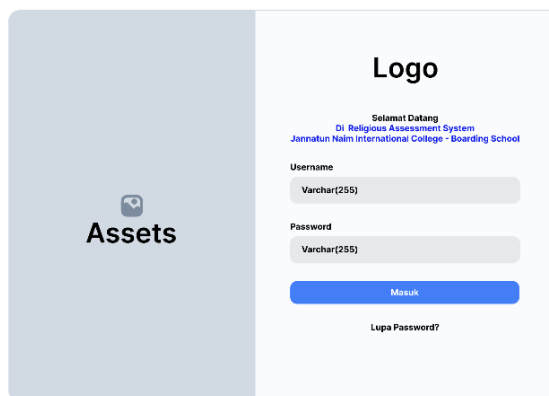 Assets
Logo
Selamat Datang
Di Religious Assessment System
Jannatun Naim International College - Boarding School
Username
Varchar(255)
Password
Varchar(255)
Masuk
Lupa Password?